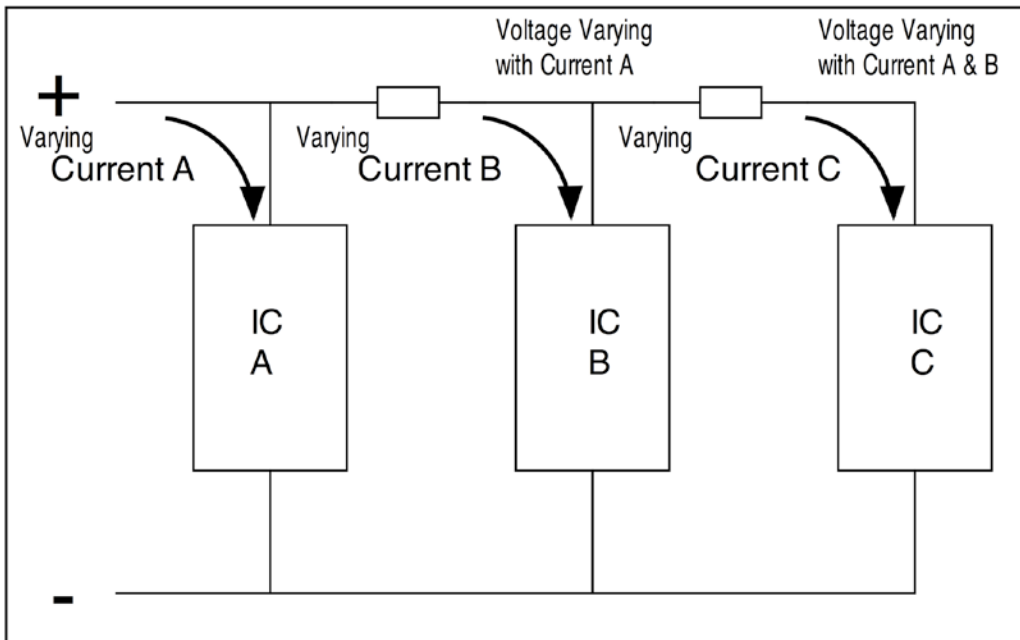 Voltage Varying
with Current A
Voltage Varying
with Current A & B
+
Varying
Current A
Varying
Current B
Varying
Current C
IC
A
IC
B
IC
C
-